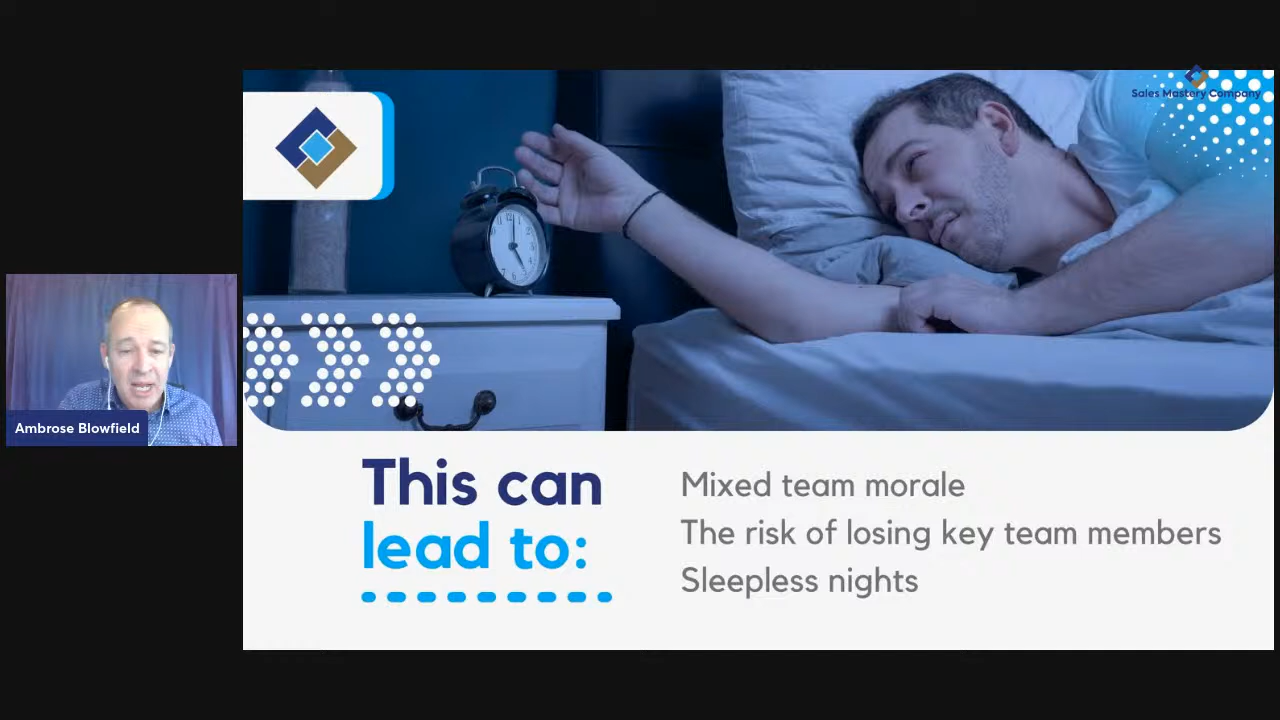 Sales Mastery Company
Ambrose Blowfield
This can
lead to:
Mixed team morale
The risk of losing key team members
Sleepless nights